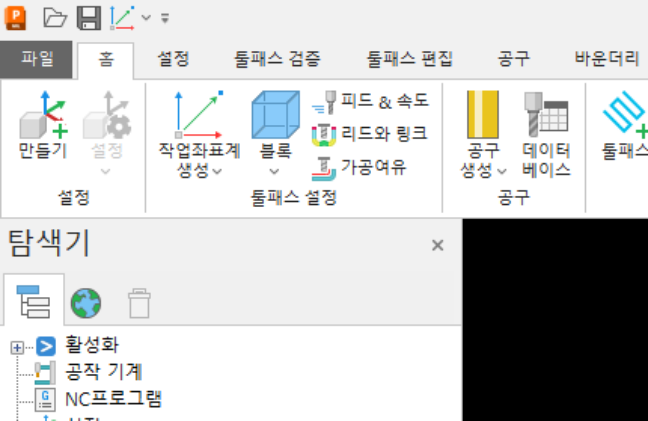 파일 홈 설정 툴패스 검증 툴패스 편집 공구 바운더리
만들기 설정 작업좌표계 생성 블록 피드 & 속도 리드와 링크 가공여유 공구 생성 데이터 베이스 툴패스
설정 툴패스 설정 공구
탐색기
활성화
공작 기계
G
NC프로그램